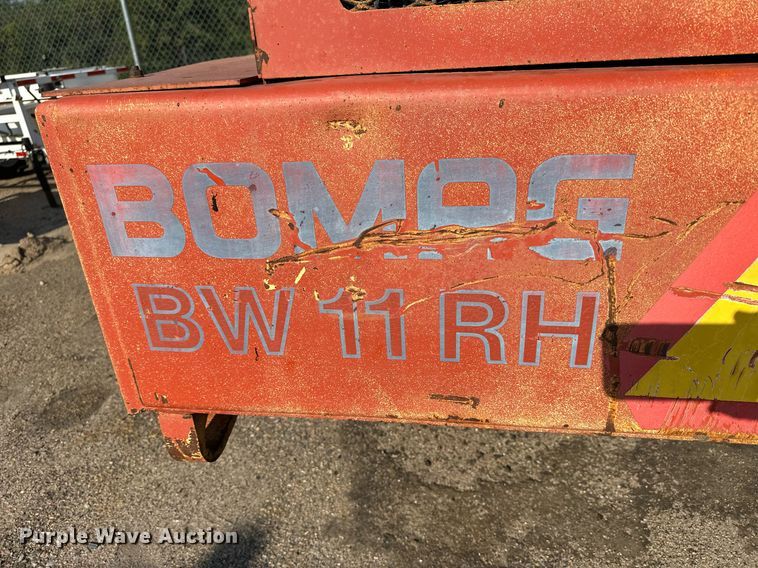 BOMAG
BW 11 RH
Purple Wave Auction